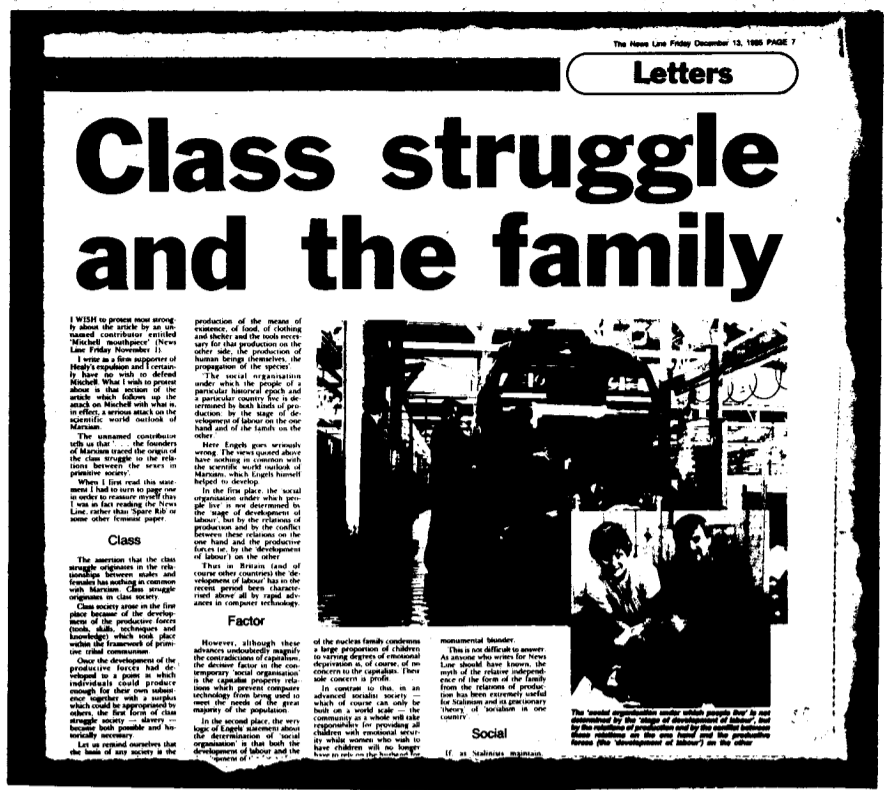 The News Line Friday December 13, 1985 PAGE 7
Letters
Class struggle
and the family
I WISH to protest most strong-
ly about the article by an un-
named contributor entitled
'Mitchell mouthpiece' (News
Line Friday November 1).
I write as a firm supporter of
Healy's expulsion and I certain-
ly have no wish to defend
Mitchell. What I wish to protest
about is that section of the
article which follows up the
attack on Mitchell with what is,
in effect, a serious attack on the
scientific world outlook of
Marxism.
The unnamed contributor
tells us that '. . . the founders
of Marxism traced the origin of
the class struggle to the rela-
tions between the sexes in
primitive society'.
When I first read this state-
ment I had to turn to page one
in order to reassure myself that
I was in fact reading the News
Line, rather than 'Spare Rib' or
some other feminist paper.
Class
The assertion that the class
struggle originates in the rela-
tionships between males and
females has nothing in common
with Marxism. Class struggle
originates in class society.
Class society arose in the first
place because of the develop-
ment of the productive forces
(tools, skills, techniques and
knowledge) which took place
within the framework of primi-
tive tribal communism.
Once the development of the
productive forces had de-
veloped to a point at which
individuals could produce
enough for their own subsist-
ence together with a surplus
which could be appropriated by
others, the first form of class
struggle society — slavery —
became both possible and his-
torically necessary.
Let us remind ourselves that
the basis of any society is the
production of the means of
existence, of food, of clothing
and shelter and the tools neces-
sary for that production on the
other side, the production of
human beings themselves, the
propagation of the species'.
'The social organisation
under which the people of a
particular historical epoch and
a particular country live is de-
termined by both kinds of pro-
duction: by the stage of de-
velopment of labour on the one
hand and of the family on the
other'
Here Engels goes seriously
wrong. The views quoted above
have nothing in common with
the scientific world outlook of
Marxism, which Engels himself
helped to develop.
In the first place, the 'social
organisation under which peo-
ple live' is not determined by
the 'stage of development of
labour', but by the relations of
production and by the conflict
between these relations on the
one hand and the productive
forces (ie, by the 'development
of labour') on the other
Thus in Britain (and of
course other countries) the 'de-
velopment of labour' has in the
recent period been characte-
rised above all by rapid adv-
ances in computer technology.
Factor
However, although these
advances undoubtedly magnify
the contradictions of capitalism,
the decisive factor in the con-
temporary 'social organisation'
is the capitalist property rela-
tions which prevent computer
technology from being used to
meet the needs of the great
majority of the population.
In the second place, the very
logic of Engels' statement about
the determination of 'social
organisation' is that both the
development of labour and the
of the nucleus family condemns
a large proportion of children
to varying degrees of emotional
deprivation is, of course, of no
concern to the capitalists. Their
sole concern is profit.
In contrast to this, in an
advanced socialist society —
which of course can only be
built on a world scale — the
community as a whole will take
responsibility for providing all
children with emotional secur-
ity whilst women who wish to
have children will no longer
have to rely on the husband for
monumental blunder.
This is not difficult to answer.
As anyone who writes for News
Line should have known, the
myth of the relative independ-
ence of the form of the family
from the relations of produc-
tion has been extremely useful
for Stalinism and its reactionary
'theory' of 'socialism in one
country'.
Social
If, as Stalinists maintain,
The 'social organisation under which people live' is not
determined by the 'stage of development of labour', but
by the relations of production and by the conflict between
these relations on the one hand and the productive
forces (the 'development of labour') on the other